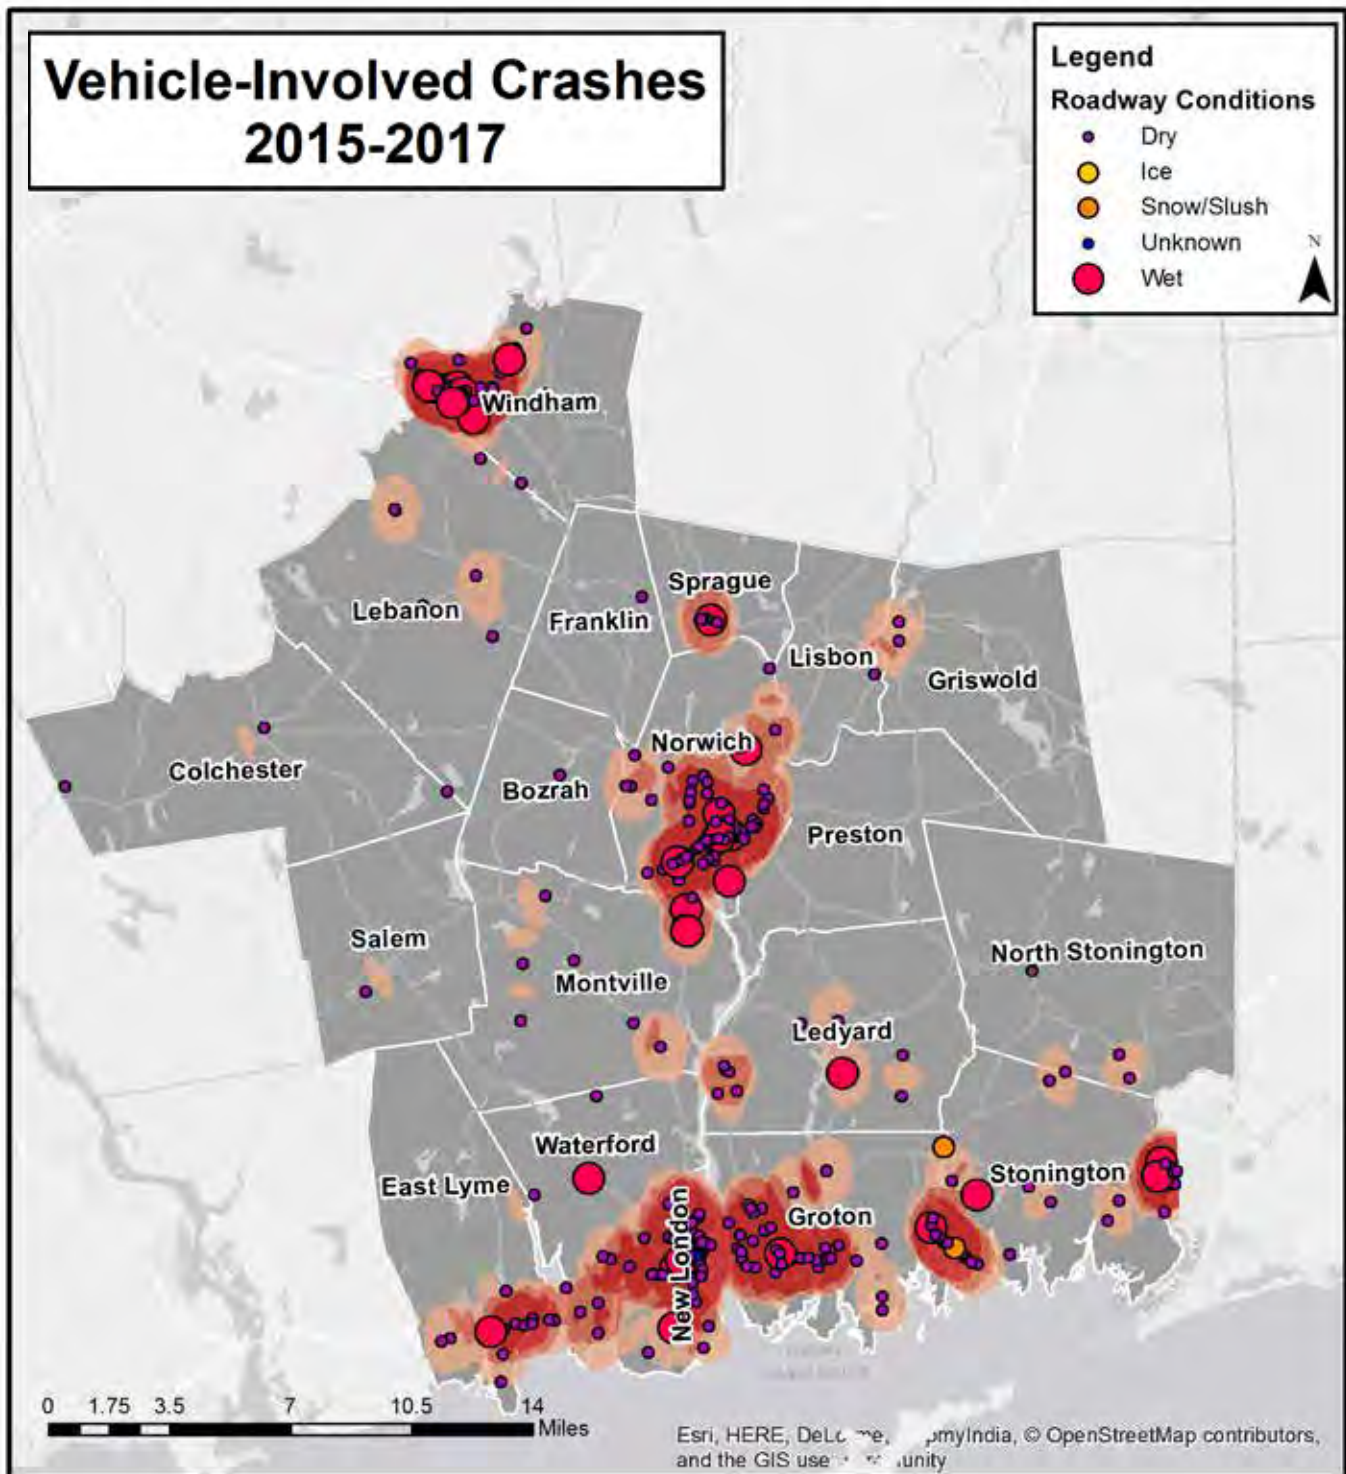 Vehicle-Involved Crashes
2015-2017
Legend
Roadway Conditions
Dry
Ice
Snow/Slush
Unknown
Wet
N
Windham
Sprague
Lebanon
Franklin
Lisbon
Griswold
Norwich
Colchester
Bozrah
Preston
Salem
North Stonington
Montville
Ledyard
Waterford
East Lyme
Stonington
New London
Groton
0 1.75 3.5 7 10.5 14
Miles
Esri, HERE, © OpenStreetMap contributors,
and the GIS